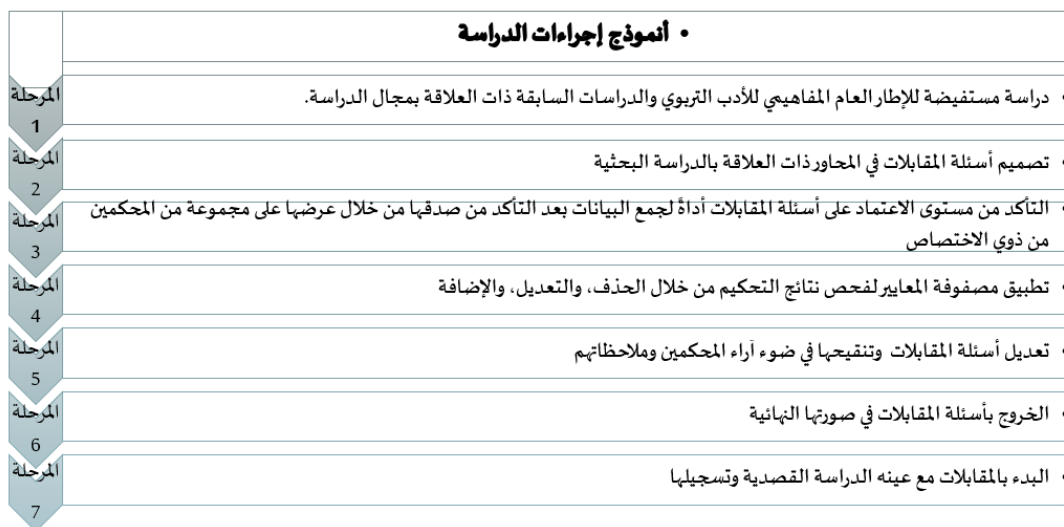 • أنموذج إجراءات الدراسة
المرحلة
1
• دراسة مستفيضة للإطار العام المفاهيمي للأدب التربوي والدراسات السابقة ذات العلاقة بمجال الدراسة.
المرحلة
2
• تصميم أسئلة المقابلات في المحاور ذات العلاقة بالدراسة البحثية
المرحلة
3
• التأكد من مستوى الاعتماد على أسئلة المقابلات أداةً لجمع البيانات بعد التأكد من صدقها من خلال عرضها على مجموعة من المحكمين
من ذوي الاختصاص
المرحلة
4
• تطبيق مصفوفة المعايير لفحص نتائج التحكيم من خلال الحذف، والتعديل، والإضافة
المرحلة
5
• تعديل أسئلة المقابلات وتنقيحها في ضوء آراء المحكمين وملاحظاتهم
المرحلة
6
• الخروج بأسئلة المقابلات في صورتها النهائية
المرحلة
7
• البدء بالمقابلات مع عينه الدراسة القصدية وتسجيلها